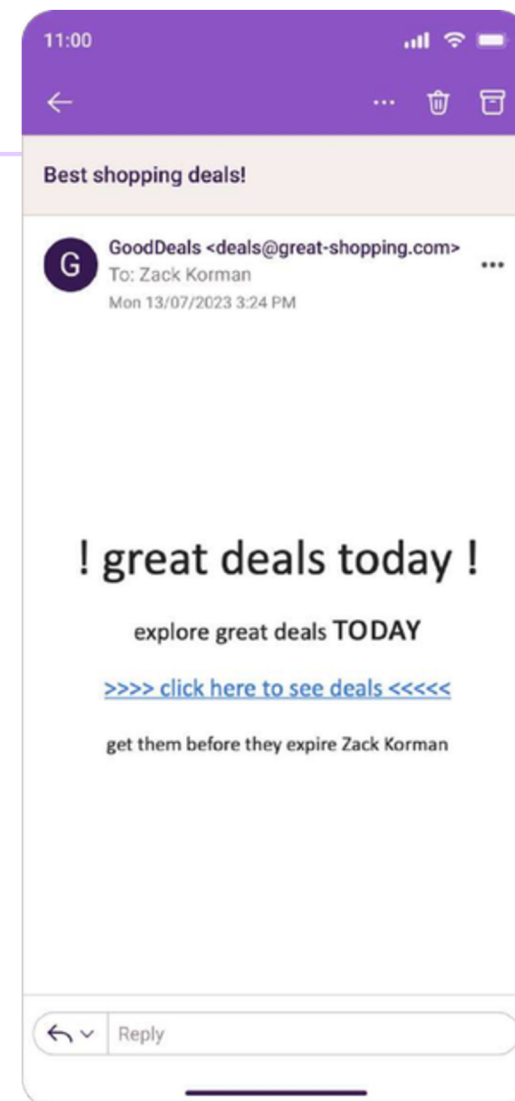 11:00
Best shopping deals!
G
GoodDeals <deals@great-shopping.com>
To: Zack Korman
Mon 13/07/2023 3:24 PM
! great deals today !
explore great deals TODAY
>>>> click here to see deals <<<<<
get them before they expire Zack Korman
Reply